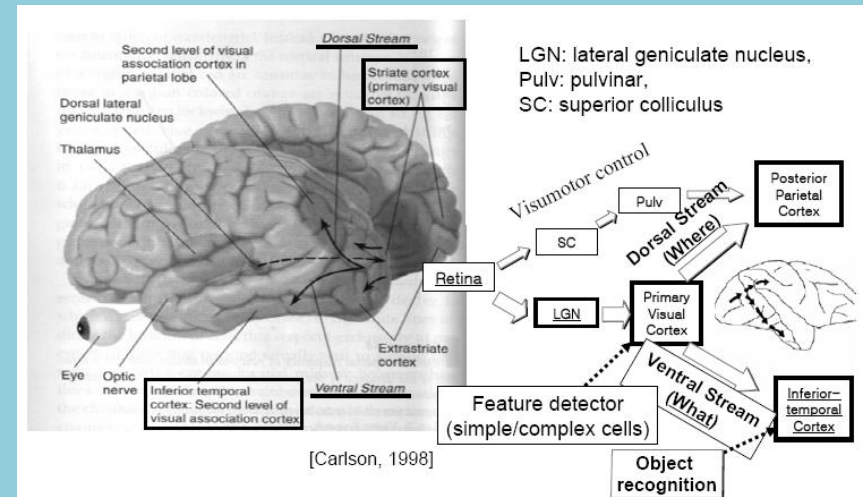 Dorsal Stream
Second level of visual
association cortex in
parietal lobe
Striate cortex
(primary visual
cortex)
Dorsal lateral
geniculate nucleus
Thalamus
Eye
Optic
nerve
Inferior temporal
cortex: Second level of
visual association cortex
Ventral Stream
Extrastriate
cortex
[Carlson, 1998]
LGN: lateral geniculate nucleus,
Pulv: pulvinar,
SC: superior colliculus
Visumotor control
Retina
SC
Pulv
Posterior
Parietal
Cortex
Dorsal Stream
(Where)
LGN
Primary
Visual
Cortex
Ventral Stream
(What)
Inferior-
temporal
Cortex
Feature detector
(simple/complex cells)
Object
recognition